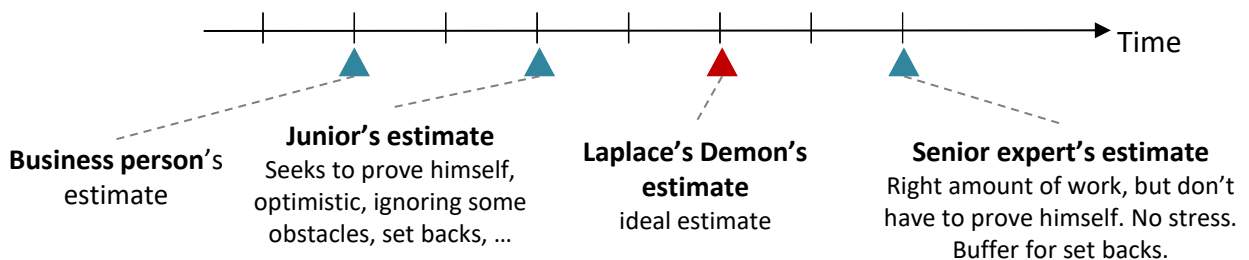 Time
Business person's
estimate
Junior's estimate
Seeks to prove himself,
optimistic, ignoring some
obstacles, set backs, …
Laplace's Demon's
estimate
ideal estimate
Senior expert's estimate
Right amount of work, but don't
have to prove himself. No stress.
Buffer for set backs.